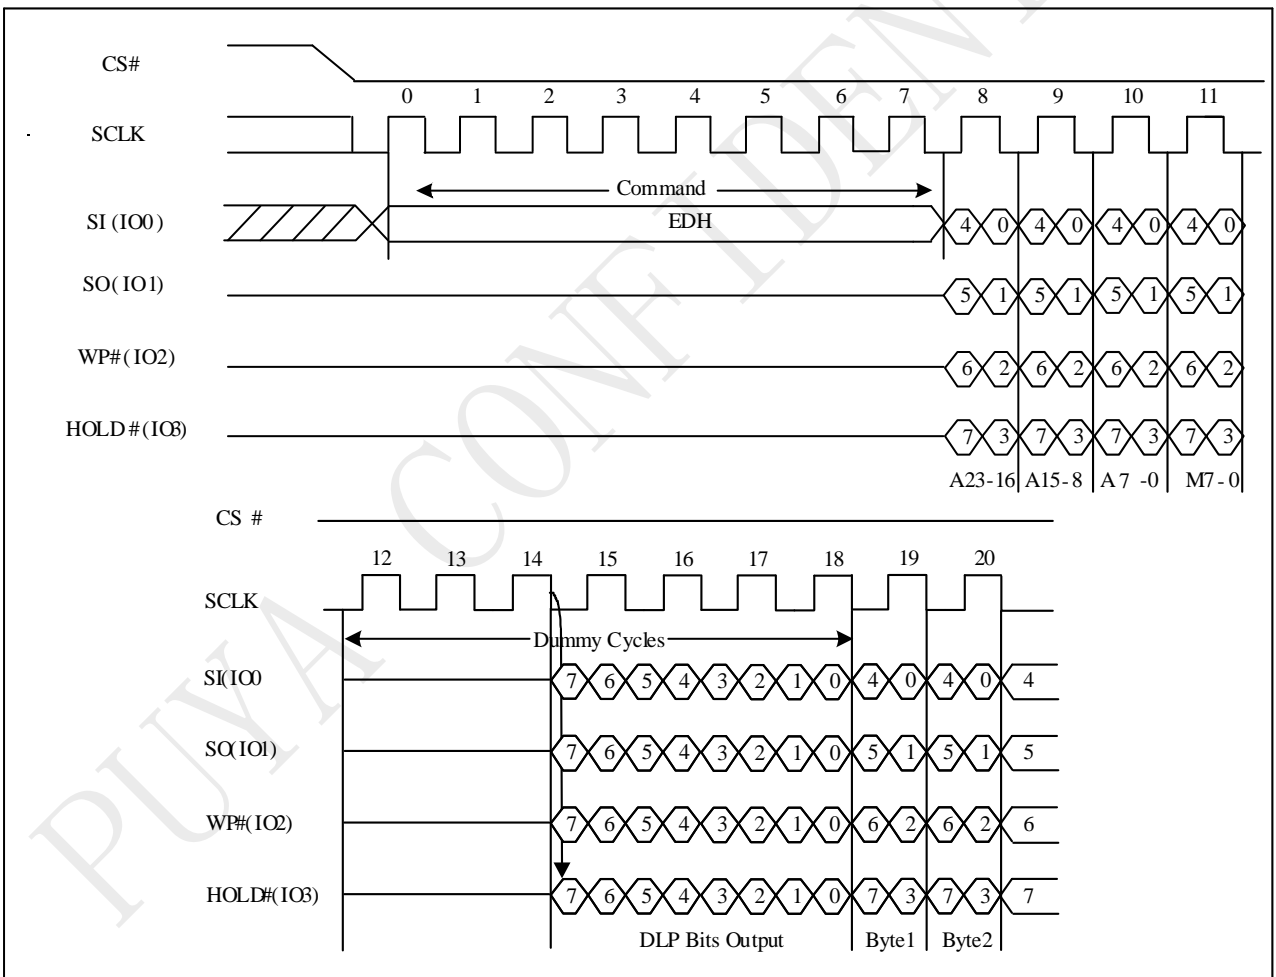 CS#
0 1 2 3 4 5 6 7 8 9 10 11
SCLK
Command
SI (IO0)
EDH
4 0 4 0 4 0 4 0
SO( IO1)
5 1 5 1 5 1 5 1
WP# (IO2)
6 2 6 2 6 2 6 2
HOLD # (IO3)
7 3 7 3 7 3 7 3
A23-16 A15-8 A7-0 M7-0
CS #
12 13 14 15 16 17 18 19 20
SCLK
Dummy Cycles
SI(IO0
7 6 5 4 3 2 1 0 4 0 4 0 4
SO(IO1)
7 6 5 4 3 2 1 0 5 1 5 1 5
WP#(IO2)
7 6 5 4 3 2 1 0 6 2 6 2 6
HOLD#(IO3)
7 6 5 4 3 2 1 0 7 3 7 3 7
DLP Bits Output Byte1 Byte2
PUYA CONFIDEN